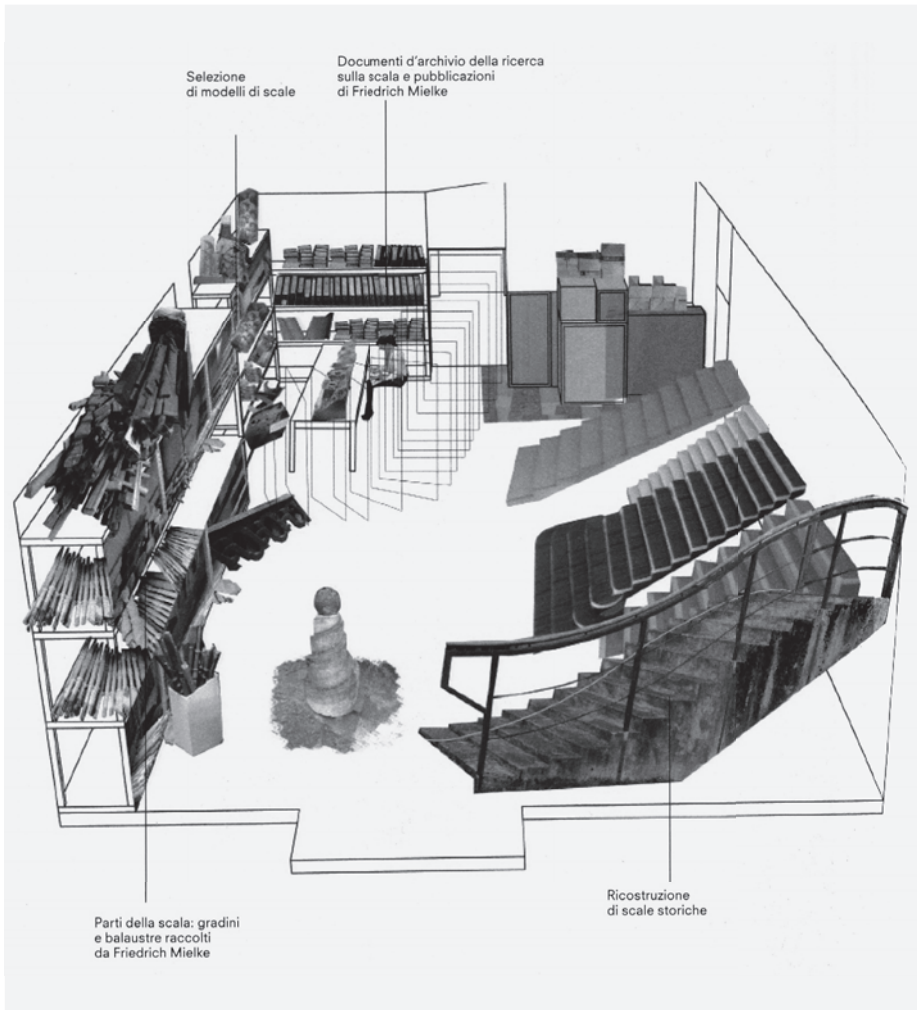 Selezione
di modelli di scale
Documenti d'archivio della ricerca
sulla scala e pubblicazioni
di Friedrich Mielke
Parti della scala: gradini
e balaustre raccolti
da Friedrich Mielke
Ricostruzione
di scale storiche